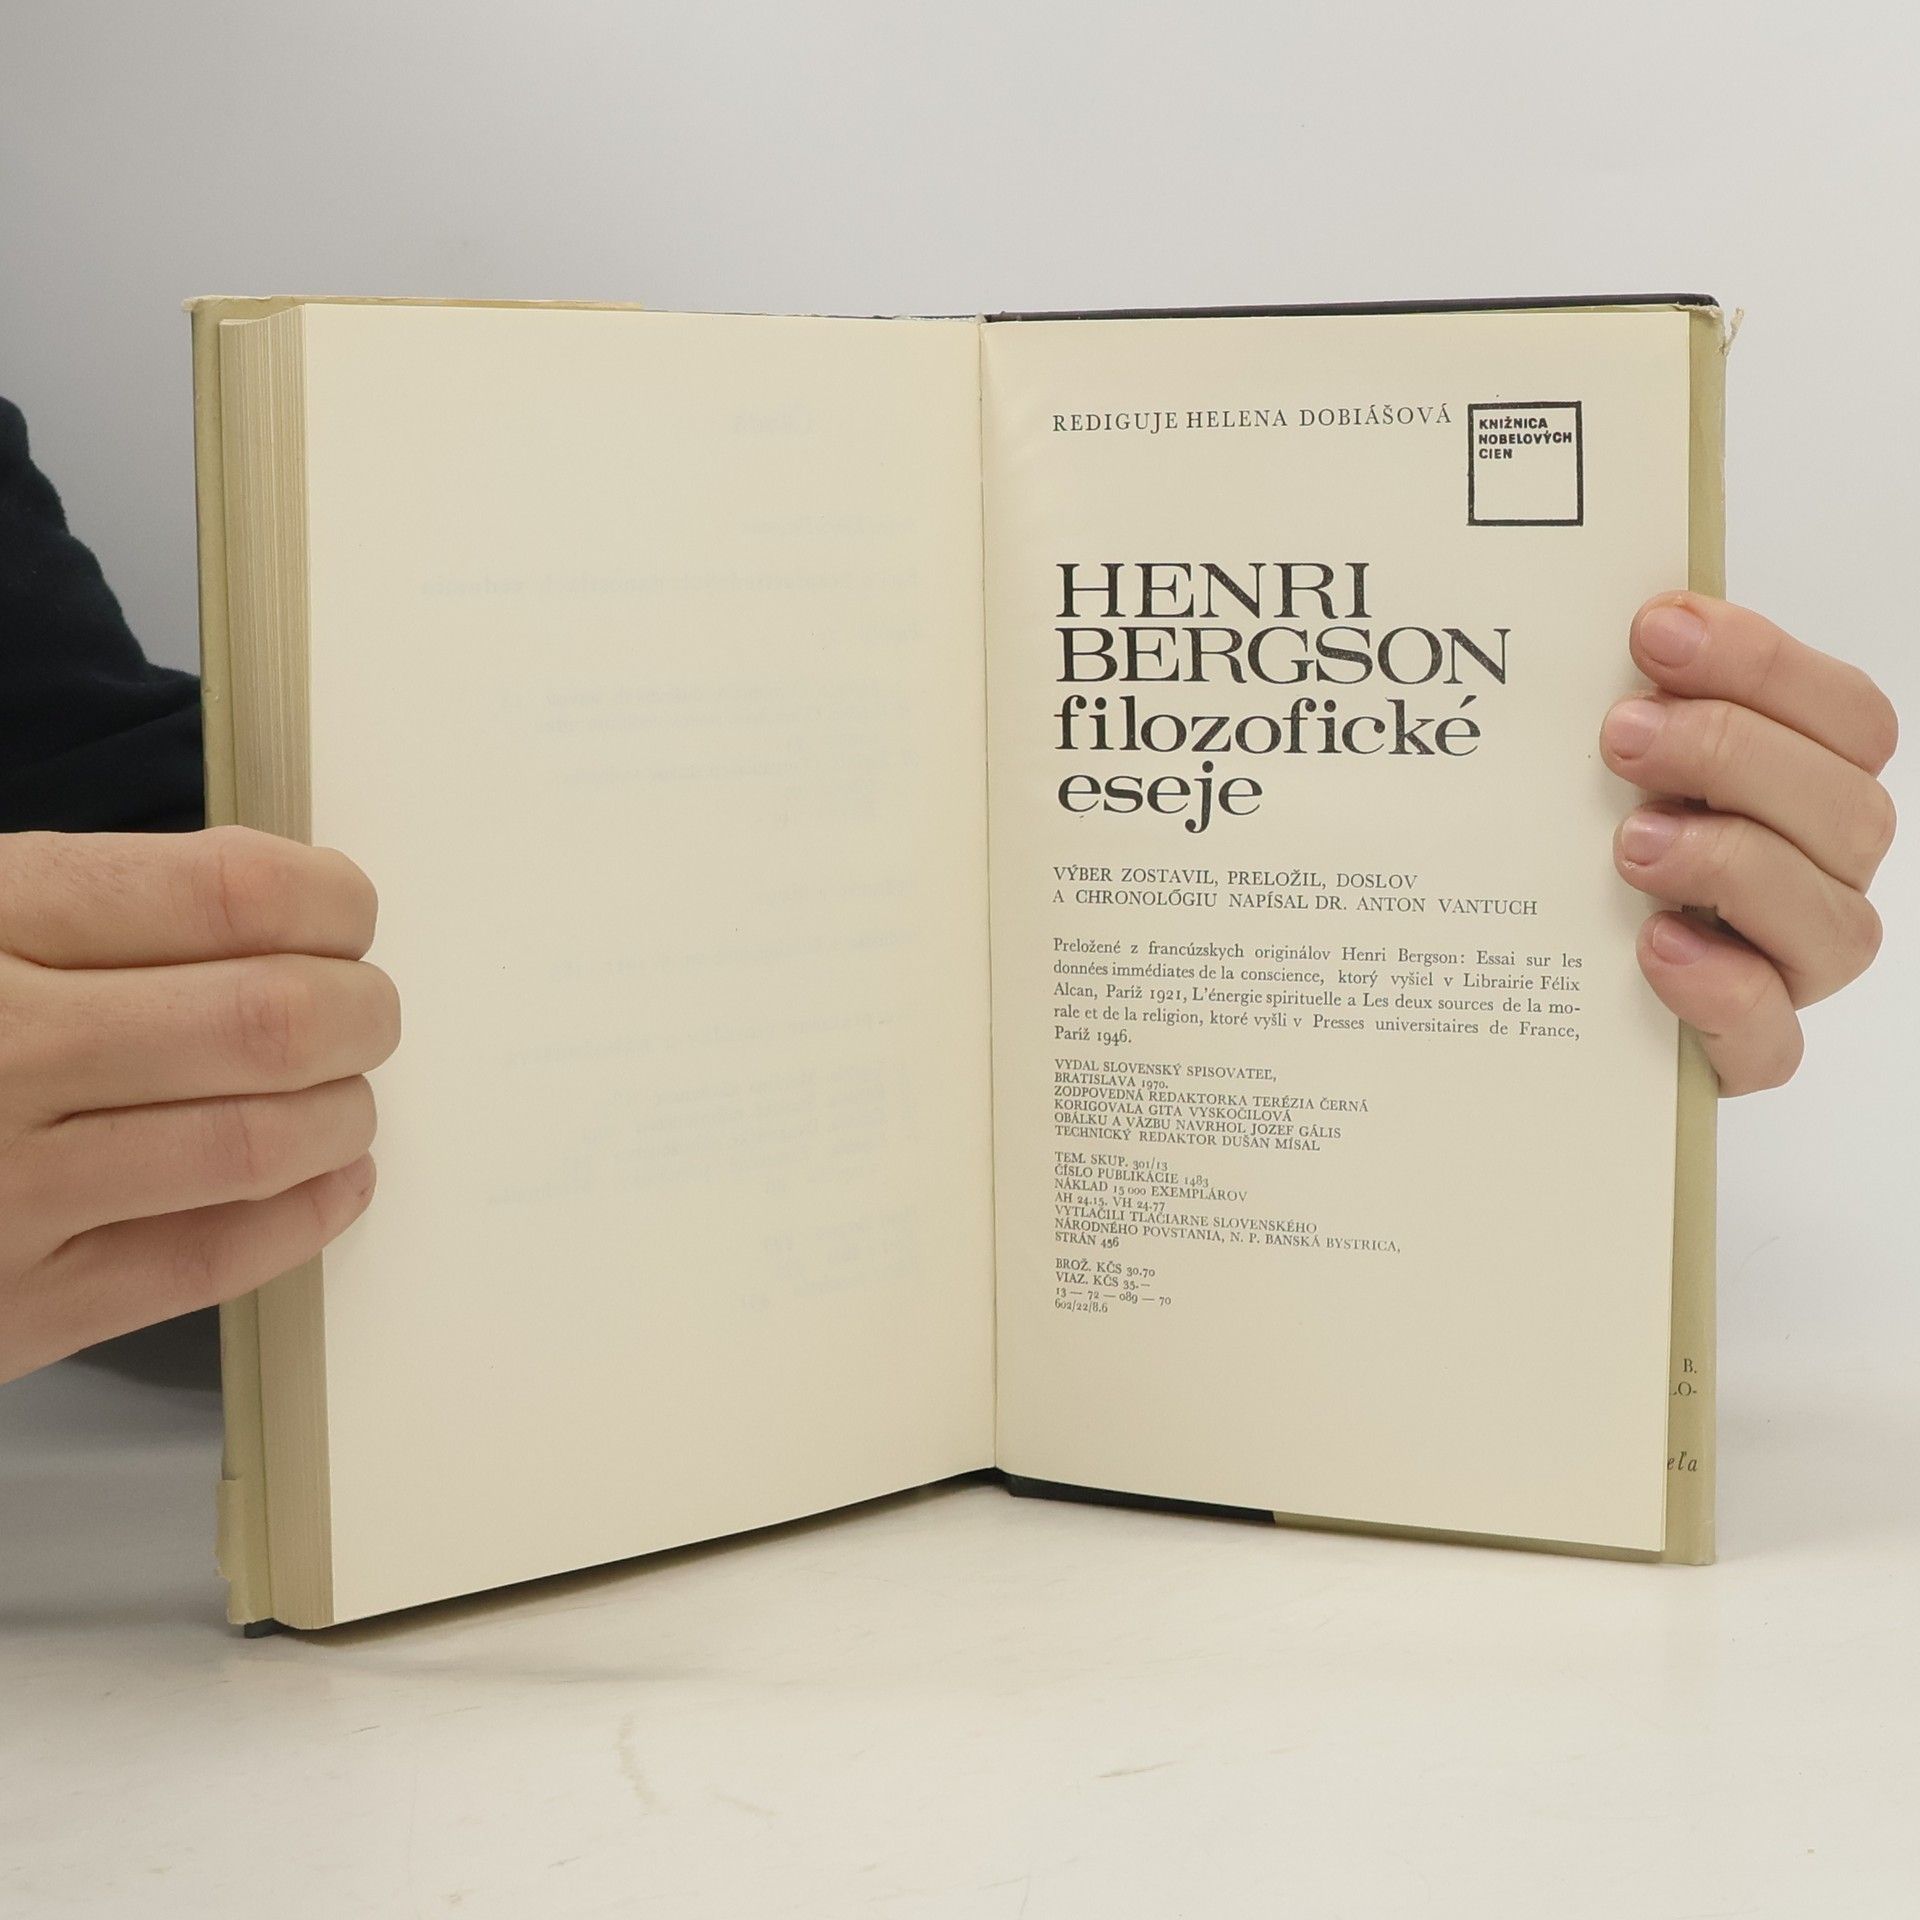 REDIGUJE HELENA DOBIÁŠOVÁ
KNIŽNICA
NOBELOVÝCH
CIEN
HENRI
BERGSON
filozofické
eseje
VÝBER ZOSTAVIL, PRELOŽIL, DOSLOV
A CHRONOLÓGIU NAPÍSAL DR. ANTON VANTUCH
Preložené z francúzskych originálov Henri Bergson: Essai sur les
données immédiates de la conscience, ktorý vyšiel v Librairie Félix
Alcan, Paríž 1921, L'énergie spirituelle a Les deux sources de la mo-
rale et de la religion, ktoré vyšli v Presses universitaires de France,
Paríž 1946.
VYDAL SLOVENSKÝ SPISOVATEĽ,
BRATISLAVA 1970.
ZODPOVEDNÁ REDAKTORKA TERÉZIA ČERNÁ
KORIGOVALA GITA VYSKOČILOVÁ
OBÁLKU A VÄZBU NAVRHOL JOZEF GÁLIS
TECHNICKÝ REDAKTOR DUŠAN MÍSAL
TEM. SKUP. 301/13
ČÍSLO PUBLIKÁCIE 1483
NÁKLAD 15 000 EXEMPLÁROV
AH 24.15. VH 24.77
VYTLAČILI TLAČIARNE SLOVENSKÉHO
NÁRODNÉHO POVSTANIA, N. P. BANSKÁ BYSTRICA,
STRÁN 456
BROŽ. KČS 30.70
VIAZ. KČS 35.—
13 — 72 — 089 — 70
602/22/8.6
B.
LO-
eľa